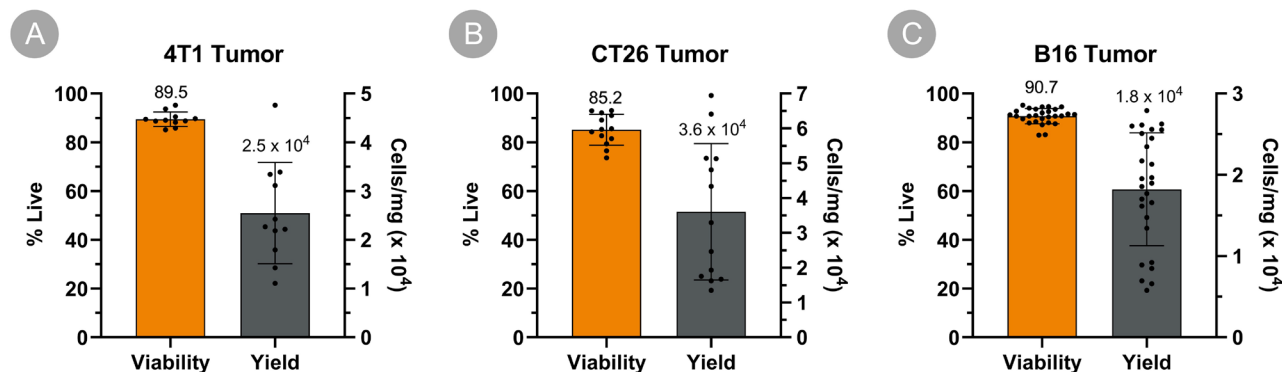 A
4T1 Tumor
89.5
2.5 x 10⁴
% Live
100
80
60
40
20
0
Cells/mg (x 10⁴)
5
4
3
2
1
0
Viability
Yield
B
CT26 Tumor
85.2
3.6 x 10⁴
% Live
100
80
60
40
20
0
Cells/mg (x 10⁴)
7
6
5
4
3
2
1
0
Viability
Yield
C
B16 Tumor
90.7
1.8 x 10⁴
% Live
100
80
60
40
20
0
Cells/mg (x 10⁴)
3
2
1
0
Viability
Yield